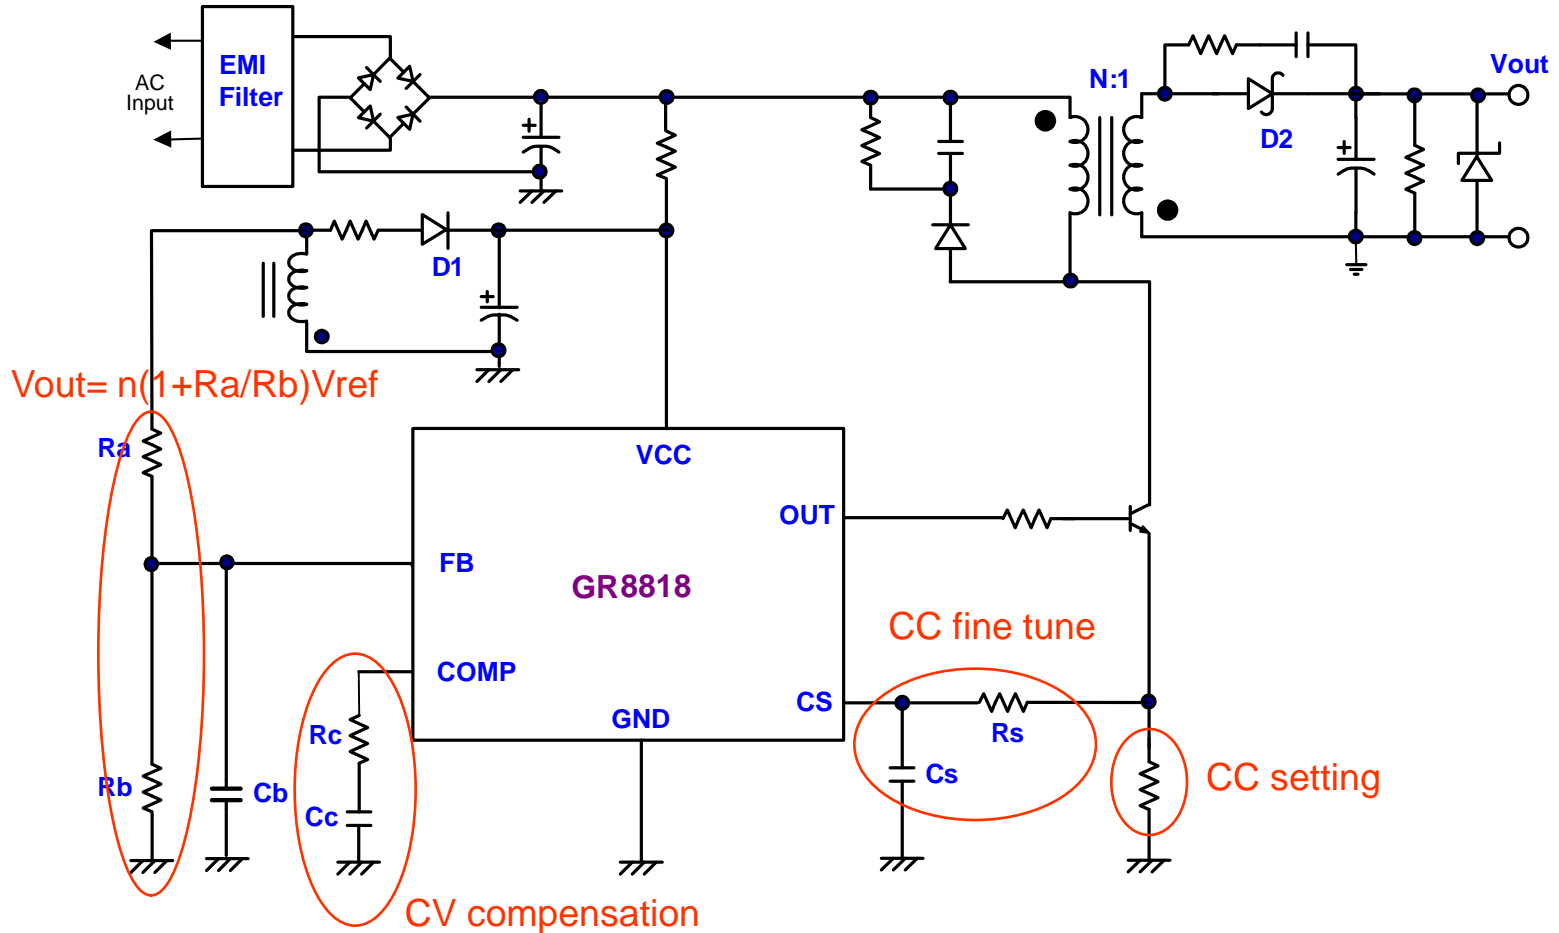 EMI
Filter
AC
Input
N:1
Vout
D2
D1
Vout= n(1+Ra/Rb)Vref
Ra
VCC
OUT
FB
GR8818
CC fine tune
COMP
CS
GND
Rc
Rs
Rb
Cb
Cs
CC setting
Cc
CV compensation